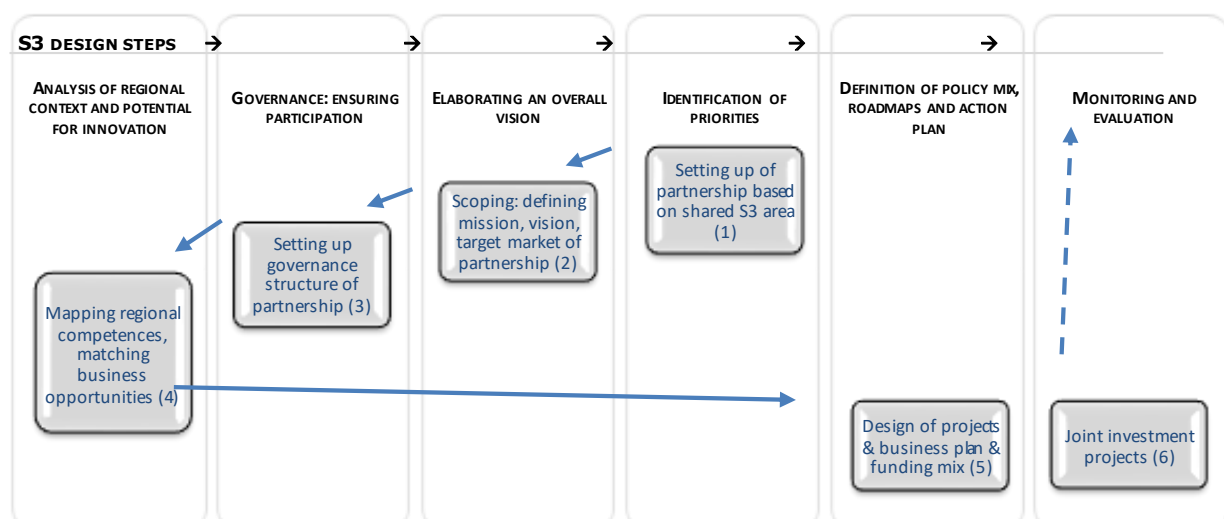 S3 DESIGN STEPS
ANALYSIS OF REGIONAL
CONTEXT AND POTENTIAL
FOR INNOVATION
GOVERNANCE: ENSURING
PARTICIPATION
ELABORATING AN OVERALL
VISION
IDENTIFICATION OF
PRIORITIES
DEFINITION OF POLICY MIX,
ROADMAPS AND ACTION
PLAN
MONITORING AND
EVALUATION
Setting up of
partnership based
on shared S3 area
(1)
Scoping: defining
mission, vision,
target market of
partnership (2)
Setting up
governance
structure of
partnership (3)
Mapping regional
competences,
matching
business
opportunities (4)
Design of projects
& business plan &
funding mix (5)
Joint investment
projects (6)